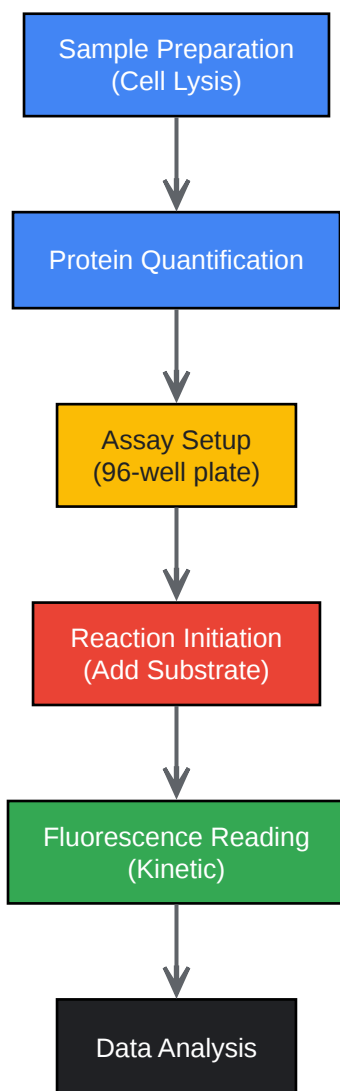 Sample Preparation
(Cell Lysis)
Protein Quantification
Assay Setup
(96-well plate)
Reaction Initiation
(Add Substrate)
Fluorescence Reading
(Kinetic)
Data Analysis